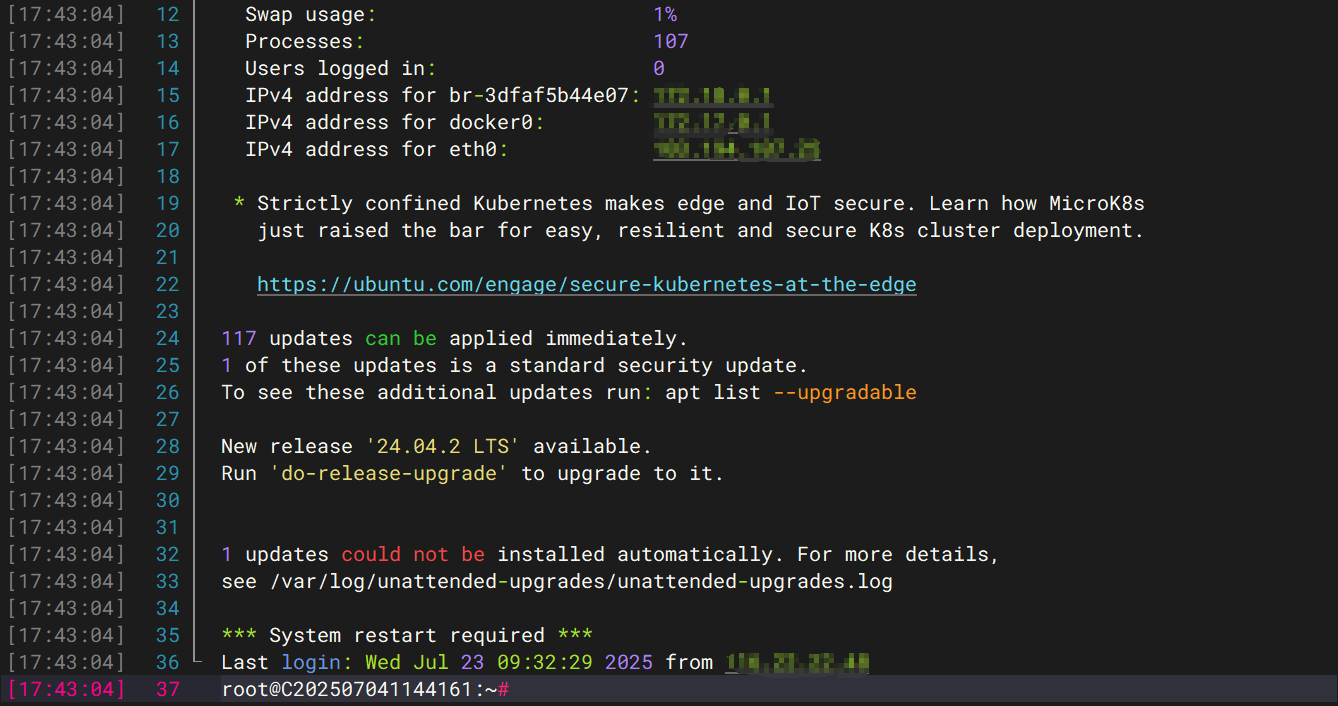 [17:43:04] 12 Swap usage: 1%
[17:43:04] 13 Processes: 107
[17:43:04] 14 Users logged in: 0
[17:43:04] 15 IPv4 address for br-3dfaf5b44e07:
[17:43:04] 16 IPv4 address for docker0:
[17:43:04] 17 IPv4 address for eth0:
[17:43:04] 18
[17:43:04] 19 * Strictly confined Kubernetes makes edge and IoT secure. Learn how MicroK8s
[17:43:04] 20 just raised the bar for easy, resilient and secure K8s cluster deployment.
[17:43:04] 21
[17:43:04] 22 https://ubuntu.com/engage/secure-kubernetes-at-the-edge
[17:43:04] 23
[17:43:04] 24 117 updates can be applied immediately.
[17:43:04] 25 1 of these updates is a standard security update.
[17:43:04] 26 To see these additional updates run: apt list --upgradable
[17:43:04] 27
[17:43:04] 28 New release '24.04.2 LTS' available.
[17:43:04] 29 Run 'do-release-upgrade' to upgrade to it.
[17:43:04] 30
[17:43:04] 31
[17:43:04] 32 1 updates could not be installed automatically. For more details,
[17:43:04] 33 see /var/log/unattended-upgrades/unattended-upgrades.log
[17:43:04] 34
[17:43:04] 35 *** System restart required ***
[17:43:04] 36 Last login: Wed Jul 23 09:32:29 2025 from
[17:43:04] 37 root@C202507041144161:~#